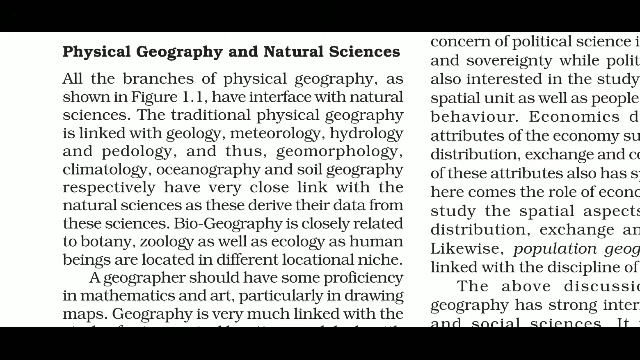 Physical Geography and Natural Sciences
All the branches of physical geography, as
shown in Figure 1.1, have interface with natural
sciences. The traditional physical geography
is linked with geology, meteorology, hydrology
and pedology, and thus, geomorphology,
climatology, oceanography and soil geography
respectively have very close link with the
natural sciences as these derive their data from
these sciences. Bio-Geography is closely related
to botany, zoology as well as ecology as human
beings are located in different locational niche.
A geographer should have some proficiency
in mathematics and art, particularly in drawing
maps. Geography is very much linked with the
concern of political science i
and sovereignty while polit
also interested in the study
spatial unit as well as people
behaviour. Economics d
attributes of the economy su
distribution, exchange and co
of these attributes also has s
here comes the role of econo
study the spatial aspects
distribution, exchange an
Likewise, population geog
linked with the discipline of
The above discussi
geography has strong inter
and social sciences. It